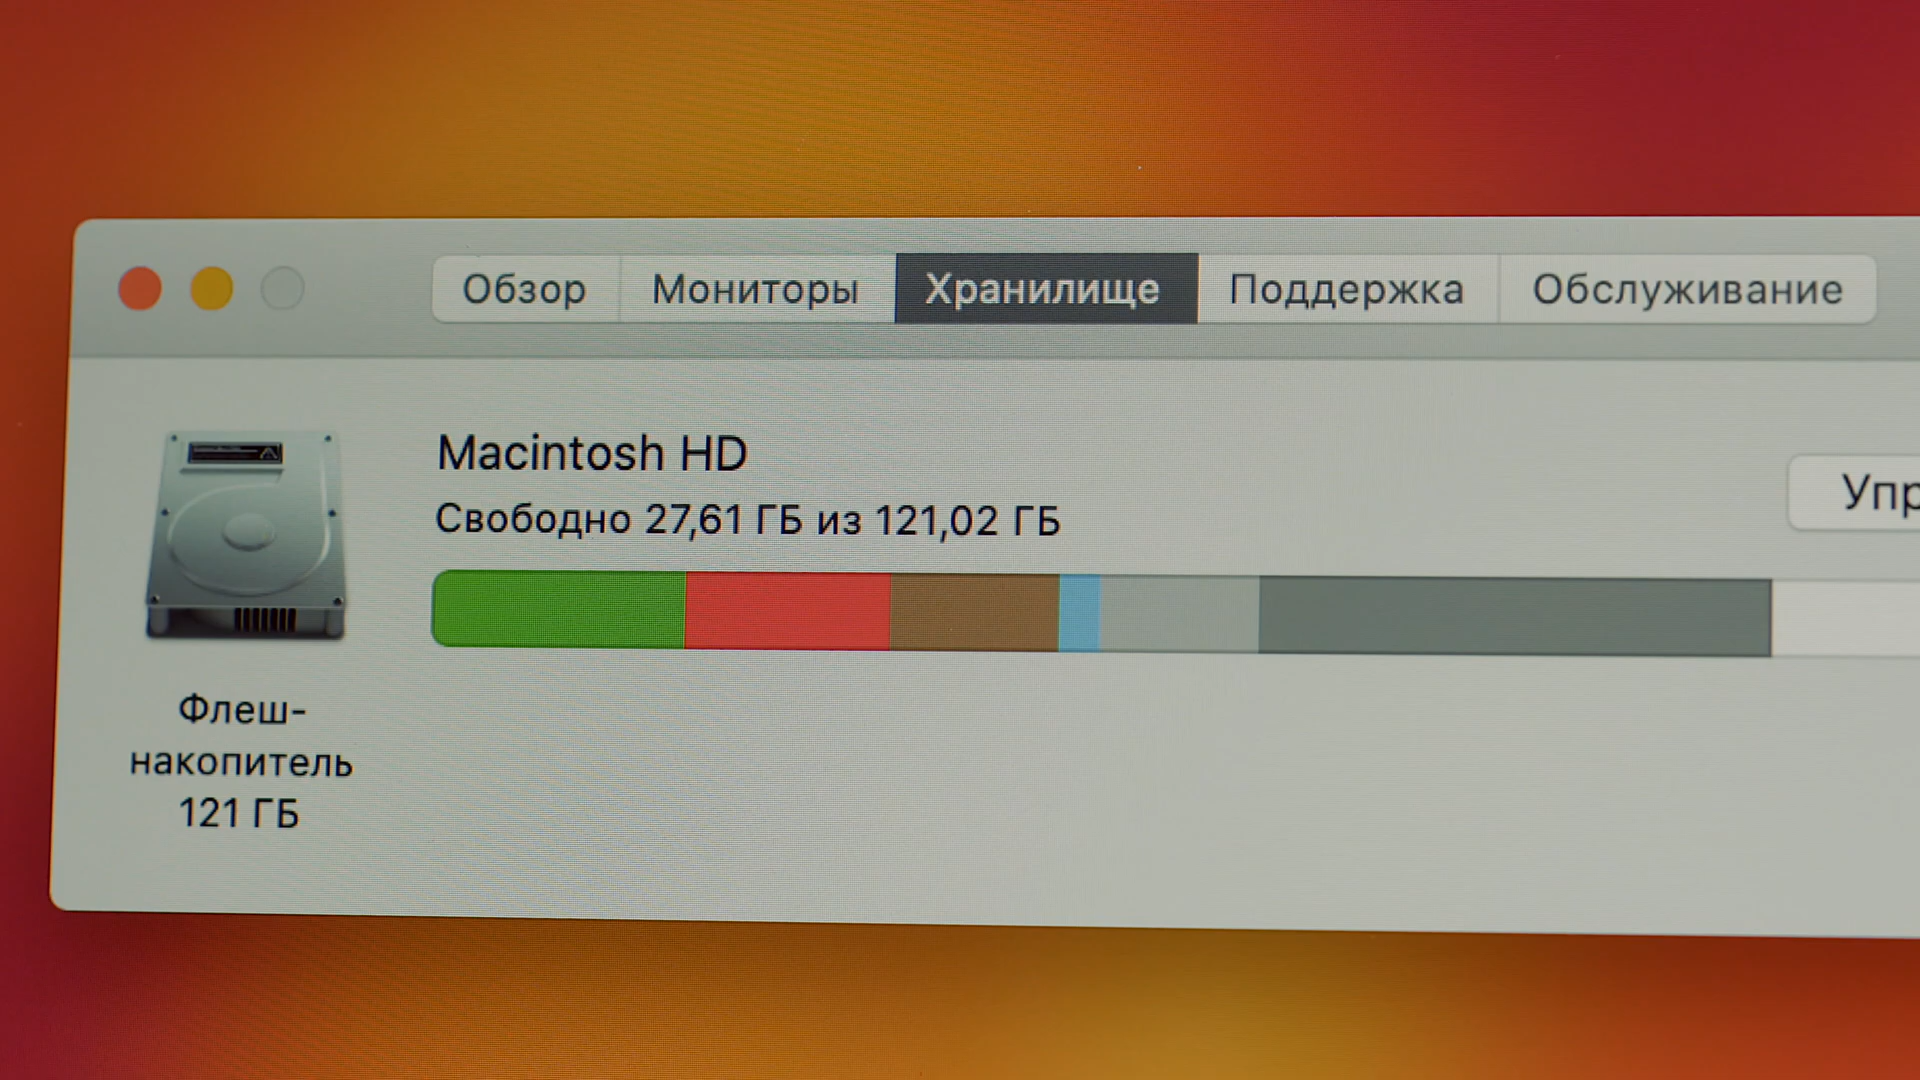 Обзор
Мониторы
Хранилище
Поддержка
Обслуживание
Macintosh HD
Свободно 27,61 ГБ из 121,02 ГБ
Флеш-
накопитель
121 ГБ